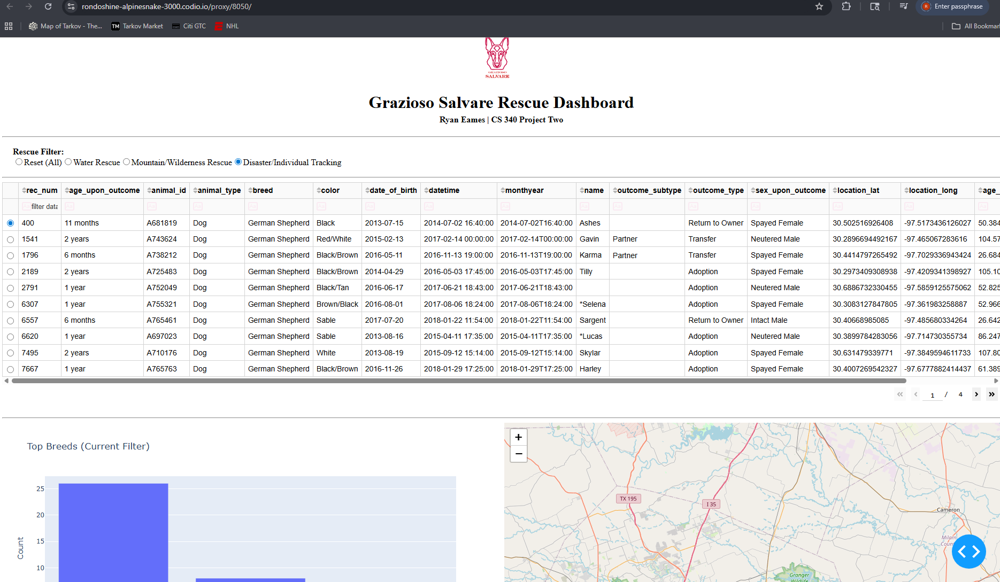 rondoshine-alpinesnake-3000.codio.io/proxy/8050/
Enter passphrase
Map of Tarkov - The... TM Tarkov Market Citi GTC NHL All Bookmar
GRAZIOSO
SALVARE
Grazioso Salvare Rescue Dashboard
Ryan Eames | CS 340 Project Two
Rescue Filter:
Reset (All) Water Rescue Mountain/Wilderness Rescue Disaster/Individual Tracking
rec_num age_upon_outcome animal_id animal_type breed color date_of_birth datetime monthyear name outcome_subtype outcome_type sex_upon_outcome location_lat location_long age_
Aa filter data Aa Aa Aa Aa Aa Aa Aa Aa Aa Aa Aa Aa Aa Aa Aa
400 11 months A681819 Dog German Shepherd Black 2013-07-15 2014-07-02 16:40:00 2014-07-02T16:40:00 Ashes Return to Owner Spayed Female 30.502516926408 -97.5173436126027 50.384
1541 2 years A743624 Dog German Shepherd Red/White 2015-02-13 2017-02-14 00:00:00 2017-02-14T00:00:00 Gavin Partner Transfer Neutered Male 30.2896694492167 -97.465067283616 104.57
1796 6 months A738212 Dog German Shepherd Black/Brown 2016-05-11 2016-11-13 19:00:00 2016-11-13T19:00:00 Karma Partner Transfer Spayed Female 30.4414797265492 -97.7029336943424 26.684
2189 2 years A725483 Dog German Shepherd Black/Brown 2014-04-29 2016-05-03 17:45:00 2016-05-03T17:45:00 Tilly Adoption Spayed Female 30.2973409308938 -97.4209341398927 105.10
2791 1 year A752049 Dog German Shepherd Black/Tan 2016-06-17 2017-06-21 18:43:00 2017-06-21T18:43:00 Adoption Neutered Male 30.6886732330455 -97.5859125575062 52.825
6307 1 year A755321 Dog German Shepherd Brown/Black 2016-08-01 2017-08-06 18:24:00 2017-08-06T18:24:00 *Selena Adoption Spayed Female 30.3083127847805 -97.361983258887 52.966
6557 6 months A765461 Dog German Shepherd Sable 2017-07-20 2018-01-22 11:54:00 2018-01-22T11:54:00 Sargent Return to Owner Intact Male 30.40668985085 -97.485680334264 26.642
6620 1 year A697023 Dog German Shepherd Sable 2013-08-16 2015-04-11 17:35:00 2015-04-11T17:35:00 *Lucas Adoption Neutered Male 30.3899784283056 -97.714730355734 86.247
7495 2 years A710176 Dog German Shepherd White 2013-08-19 2015-09-12 15:14:00 2015-09-12T15:14:00 Skylar Adoption Spayed Female 30.631479339771 -97.3849594611733 107.80
7667 1 year A765763 Dog German Shepherd Black/Brown 2016-11-26 2018-01-29 17:25:00 2018-01-29T17:25:00 Harley Adoption Spayed Female 30.4007269542327 -97.6777882414437 61.389
1 / 4
Top Breeds (Current Filter)
25
20
15
10
Count
+
−
TX 195
I 35
Cameron
Milam
Count
Granger
Wildlife